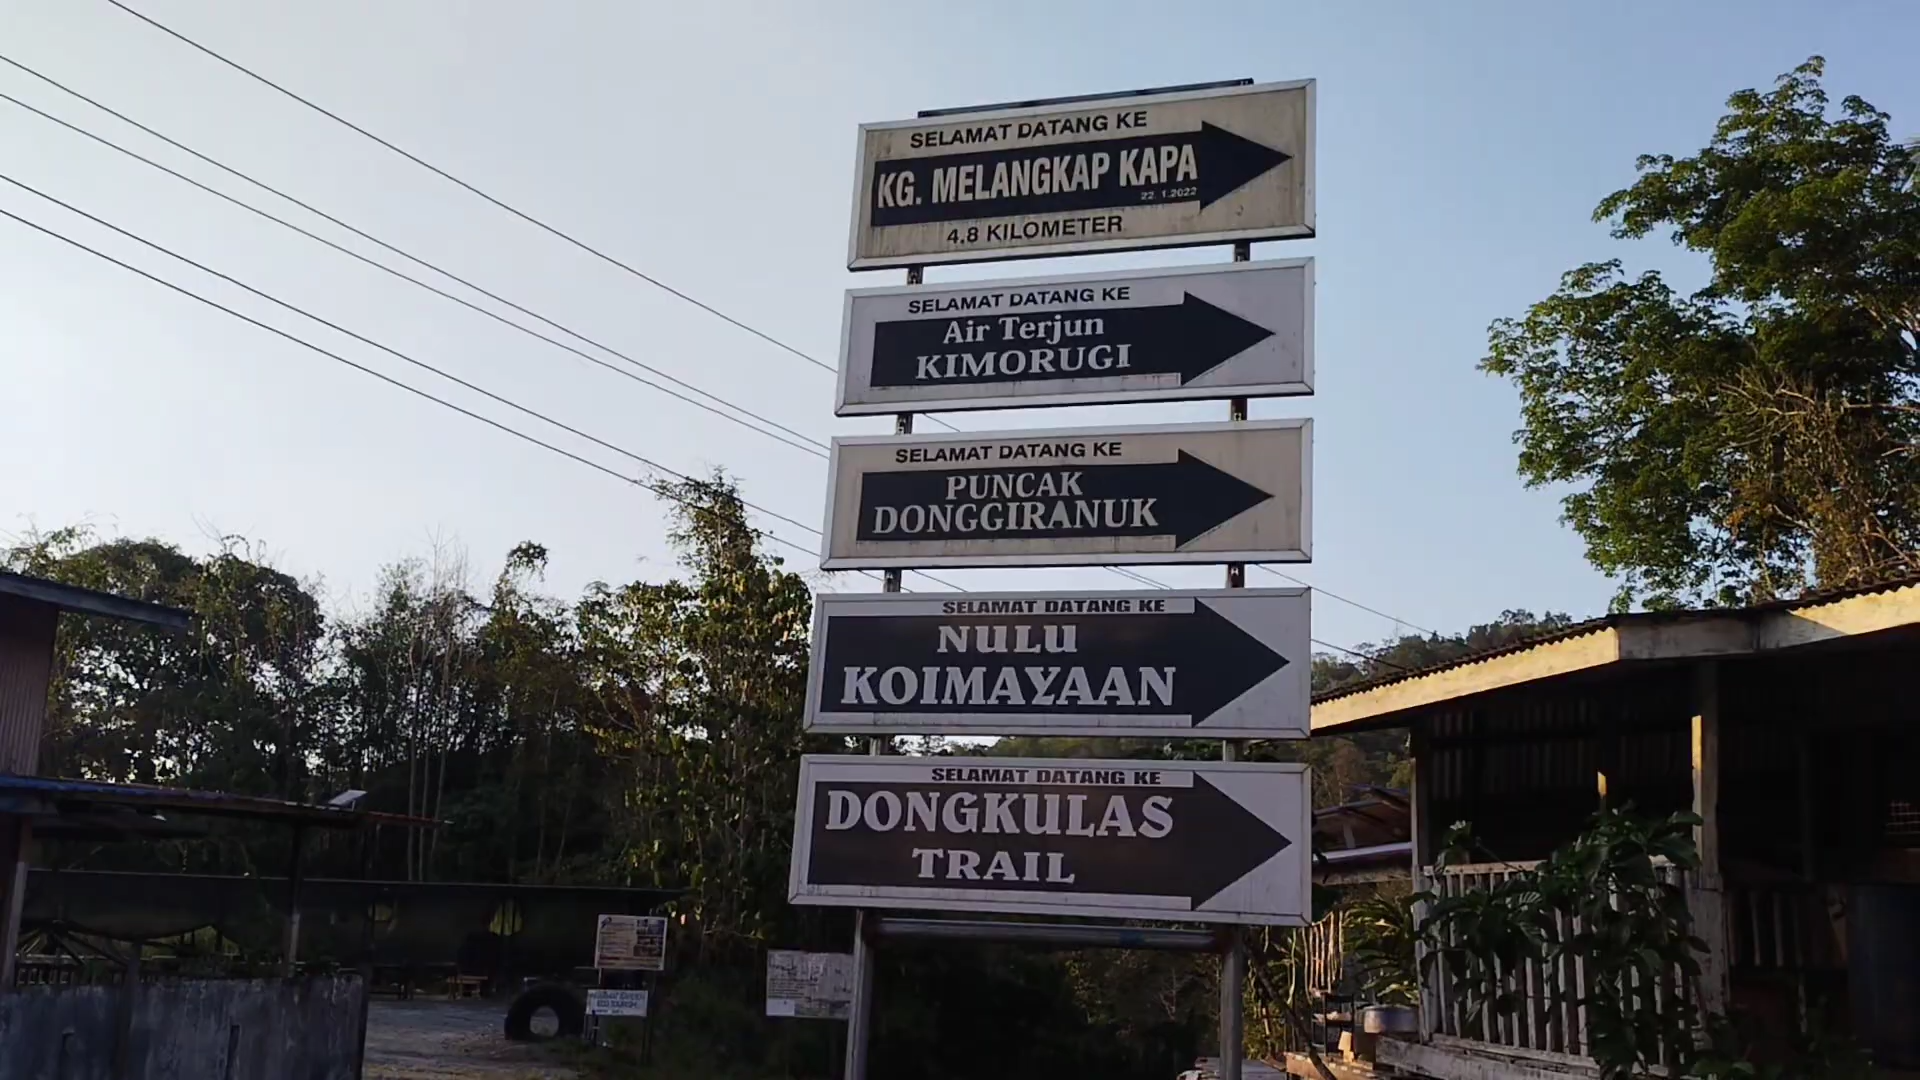 SELAMAT DATANG KE
KG. MELANGKAP KAPA
22.1.2022
4.8 KILOMETER
SELAMAT DATANG KE
Air Terjun
KIMORUGI
SELAMAT DATANG KE
PUNCAK
DONGGIRANUK
SELAMAT DATANG KE
NULU
KOIMAYAAN
SELAMAT DATANG KE
DONGKULAS
TRAIL